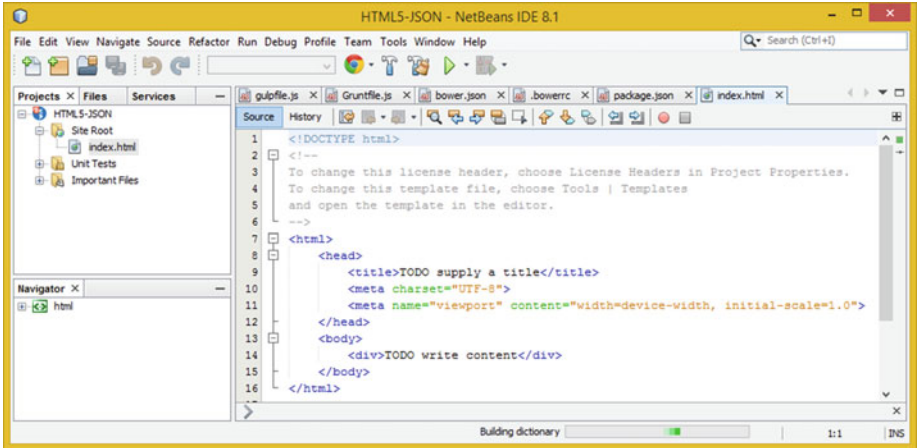 HTML5-JSON - NetBeans IDE 8.1
File Edit View Navigate Source Refactor Run Debug Profile Team Tools Window Help
Search (Ctrl+I)
Projects Files Services
HTML5-JSON
Site Root
index.html
Unit Tests
Important Files
Navigator
html
gulpfile.js Gruntfile.js bower.json .bowerrc package.json index.html
Source History
1 <!DOCTYPE html>
2 <!--
3 To change this license header, choose License Headers in Project Properties.
4 To change this template file, choose Tools | Templates
5 and open the template in the editor.
6 -->
7 <html>
8 <head>
9 <title>TODO supply a title</title>
10 <meta charset="UTF-8">
11 <meta name="viewport" content="width=device-width, initial-scale=1.0">
12 </head>
13 <body>
14 <div>TODO write content</div>
15 </body>
16 </html>
Building dictionary
1:1 INS